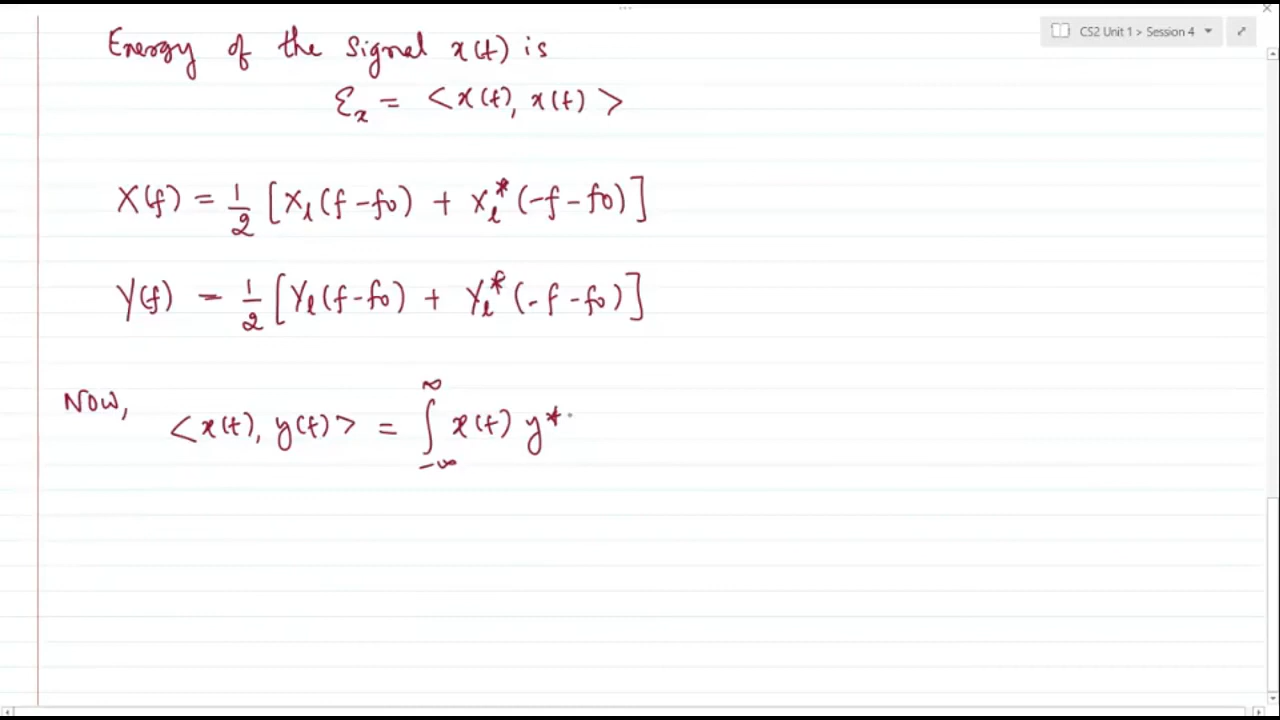 CS2 Unit 1 > Session 4
Energy of the signal x(t) is
Ɛₓ = <x(t), x(t)>
X(f) = 1/2 [Xₗ(f-f0) + Xₗ*(-f-f0)]
Y(f) = 1/2 [Yₗ(f-f0) + Yₗ*(-f-f0)]
Now,
<x(t), y(t)> = ∫_{-∞}^{∞} x(t) y*